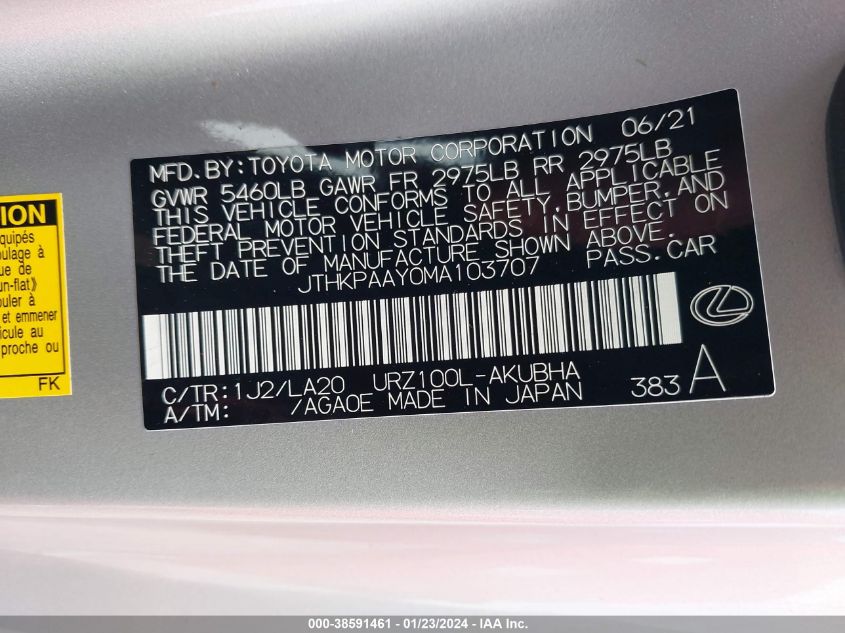 MFD. BY:TOYOTA MOTOR CORPORATION 06/21
GVWR 5460LB GAWR FR 2975LB RR 2975LB
THIS VEHICLE CONFORMS TO ALL APPLICABLE
FEDERAL MOTOR VEHICLE SAFETY,BUMPER,AND
THEFT PREVENTION STANDARDS IN EFFECT ON
THE DATE OF MANUFACTURE SHOWN ABOVE.
JTHKPAAY0MA103707 PASS.CAR
C/TR:1J2/LA20 URZ100L-AKUBHA
A/TM: /AGA0E MADE IN JAPAN 383 A
ION
équipés
oulage à
ue de
un-flat》
ouler à
et emmener
icule au
proche ou
FK
000-38591461 - 01/23/2024 - IAA Inc.